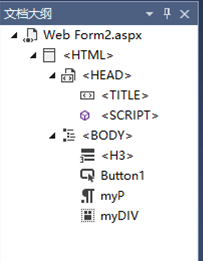 文档大纲
Web Form2.aspx
<HTML>
<HEAD>
<TITLE>
<SCRIPT>
<BODY>
<H3>
Button1
myP
myDIV